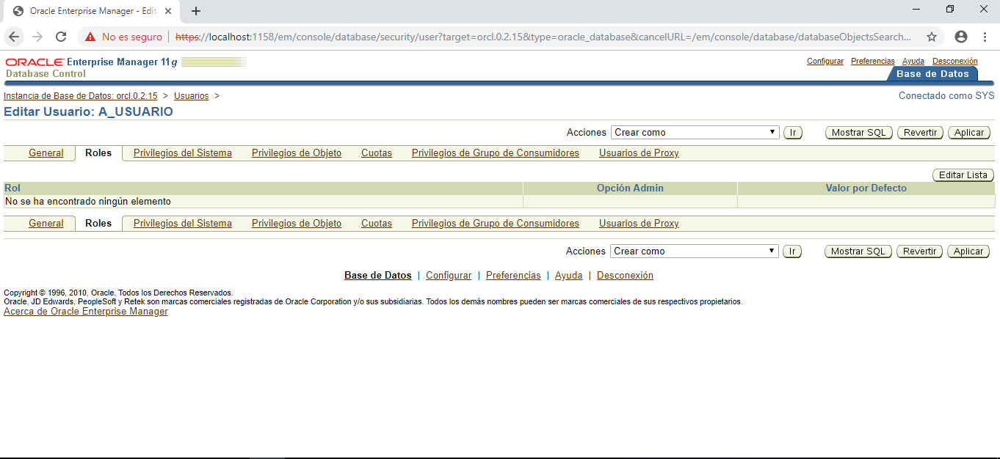 Oracle Enterprise Manager - Edit
No es seguro | https://localhost:1158/em/console/database/security/user?target=orcl.0.2.15&type=oracle_database&cancelURL=/em/console/database/databaseObjectsSearch...
ORACLE Enterprise Manager 11g
Database Control
Configurar Preferencias Ayuda Desconexión
Base de Datos
Instancia de Base de Datos: orcl.0.2.15 > Usuarios >
Conectado como SYS
Editar Usuario: A_USUARIO
Acciones Crear como Ir Mostrar SQL Revertir Aplicar
General Roles Privilegios del Sistema Privilegios de Objeto Cuotas Privilegios de Grupo de Consumidores Usuarios de Proxy
Editar Lista
Rol Opción Admin Valor por Defecto
No se ha encontrado ningún elemento
General Roles Privilegios del Sistema Privilegios de Objeto Cuotas Privilegios de Grupo de Consumidores Usuarios de Proxy
Acciones Crear como Ir Mostrar SQL Revertir Aplicar
Base de Datos | Configurar | Preferencias | Ayuda | Desconexión
Copyright © 1996, 2010, Oracle. Todos los Derechos Reservados.
Oracle, JD Edwards, PeopleSoft y Retek son marcas comerciales registradas de Oracle Corporation y/o sus subsidiarias. Todos los demás nombres pueden ser marcas comerciales de sus respectivos propietarios.
Acerca de Oracle Enterprise Manager